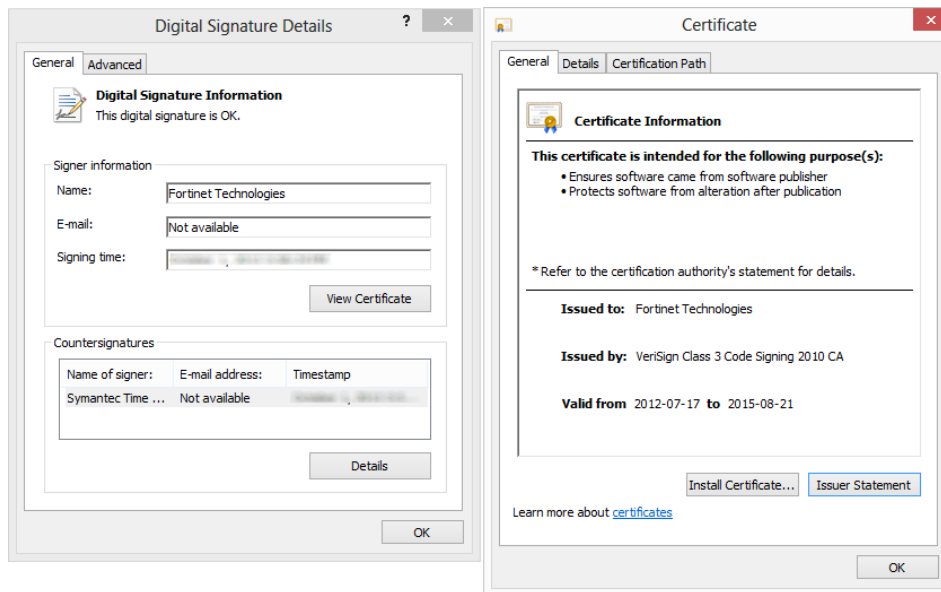 Digital Signature Details
?
General
Advanced
Digital Signature Information
This digital signature is OK.
Signer information
Name:
Fortinet Technologies
E-mail:
Not available
Signing time:
View Certificate
Countersignatures
Name of signer: E-mail address: Timestamp
Symantec Time ... Not available
Details
OK
Certificate
General
Details
Certification Path
Certificate Information
This certificate is intended for the following purpose(s):
• Ensures software came from software publisher
• Protects software from alteration after publication
* Refer to the certification authority's statement for details.
Issued to: Fortinet Technologies
Issued by: VeriSign Class 3 Code Signing 2010 CA
Valid from 2012-07-17 to 2015-08-21
Install Certificate...
Issuer Statement
Learn more about certificates
OK